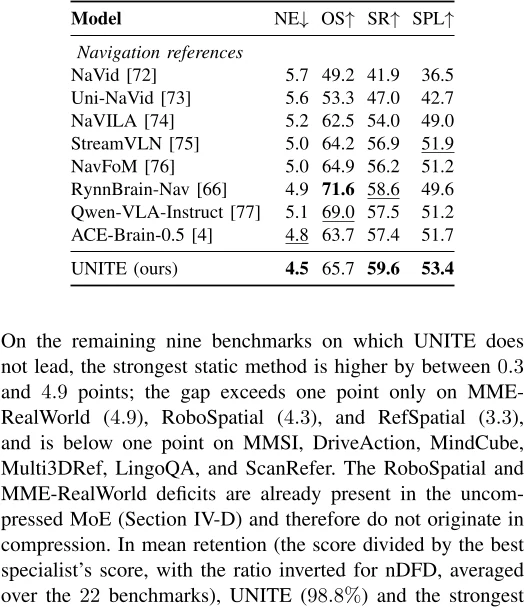 Model NE↓ OS↑ SR↑ SPL↑
Navigation references
NaVid [72] 5.7 49.2 41.9 36.5
Uni-NaVid [73] 5.6 53.3 47.0 42.7
NaVILA [74] 5.2 62.5 54.0 49.0
StreamVLN [75] 5.0 64.2 56.9 51.9
NavFoM [76] 5.0 64.9 56.2 51.2
RynnBrain-Nav [66] 4.9 71.6 58.6 49.6
Qwen-VLA-Instruct [77] 5.1 69.0 57.5 51.2
ACE-Brain-0.5 [4] 4.8 63.7 57.4 51.7
UNITE (ours) 4.5 65.7 59.6 53.4
On the remaining nine benchmarks on which UNITE does
not lead, the strongest static method is higher by between 0.3
and 4.9 points; the gap exceeds one point only on MME-
RealWorld (4.9), RoboSpatial (4.3), and RefSpatial (3.3),
and is below one point on MMSI, DriveAction, MindCube,
Multi3DRef, LingoQA, and ScanRefer. The RoboSpatial and
MME-RealWorld deficits are already present in the uncom-
pressed MoE (Section IV-D) and therefore do not originate in
compression. In mean retention (the score divided by the best
specialist's score, with the ratio inverted for nDFD, averaged
over the 22 benchmarks), UNITE (98.8%) and the strongest